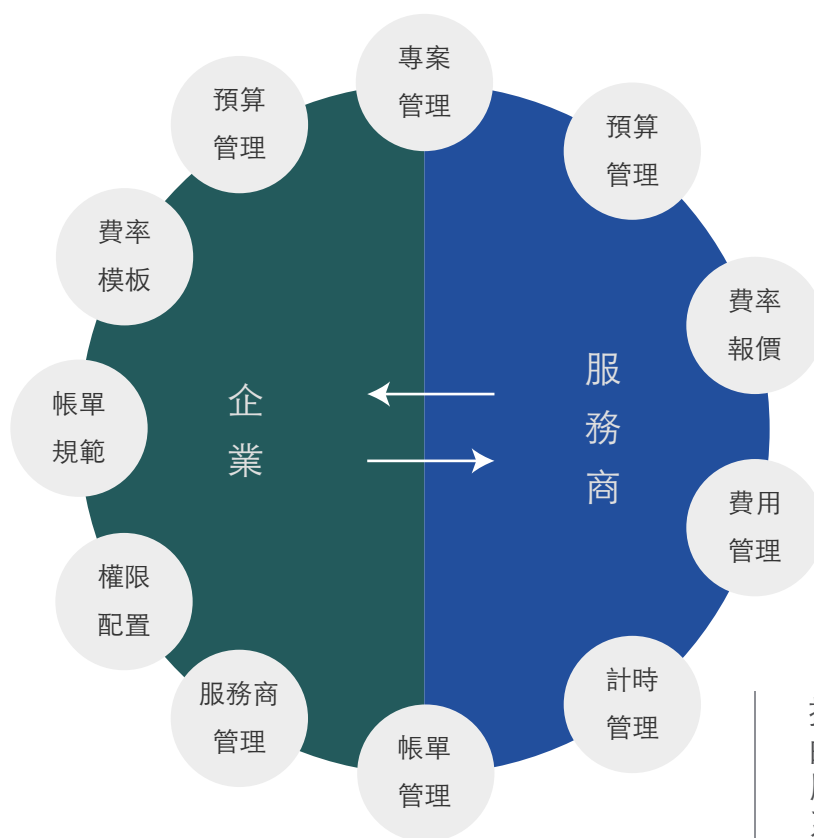 專案
管理
預算
管理
預算
管理
費率
模板
費率
報價
帳單
規範
企
業
服
務
商
費用
管理
權限
配置
服務商
管理
計時
管理
帳單
管理